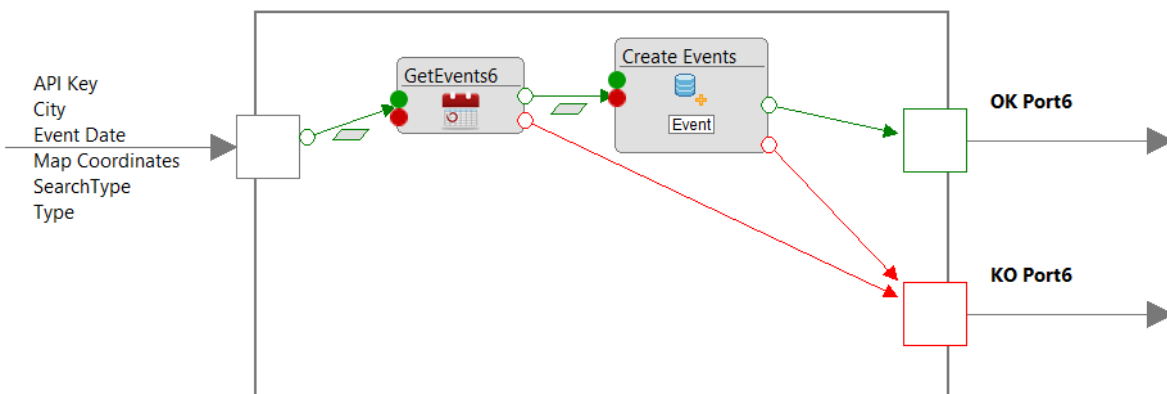 API Key
City
Event Date
Map Coordinates
SearchType
Type
GetEvents6
Create Events
Event
OK Port6
KO Port6